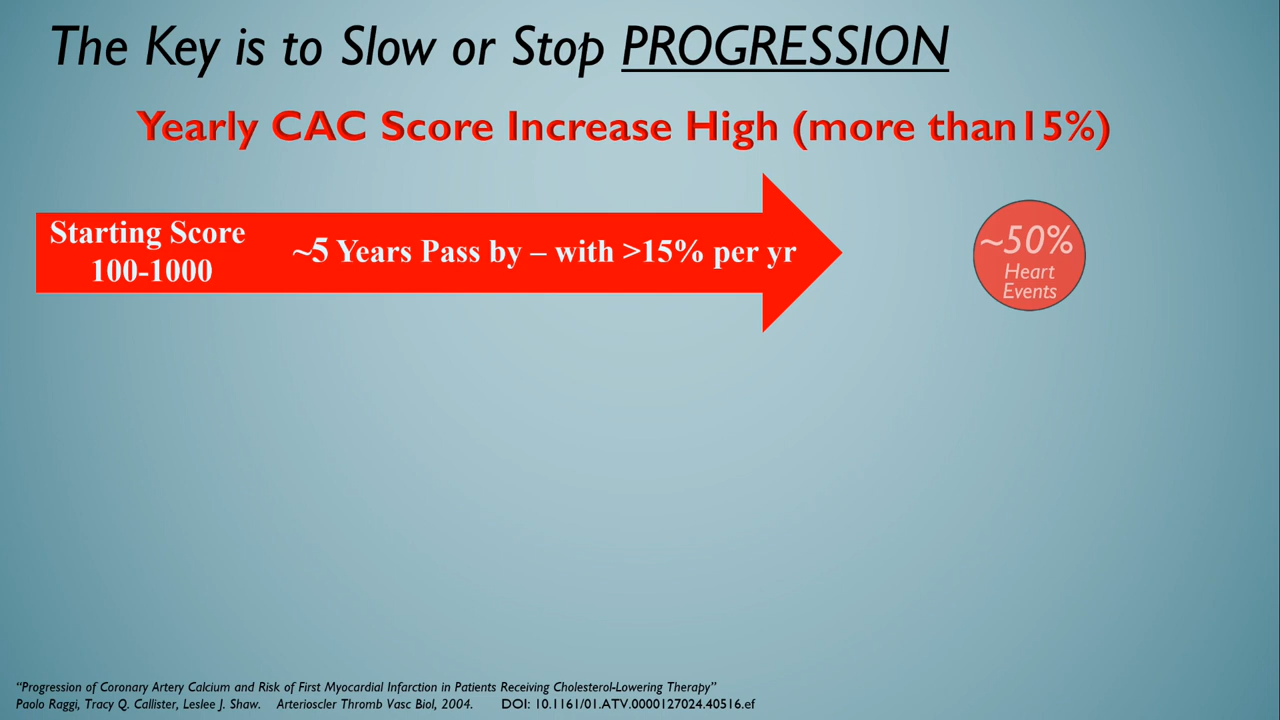 The Key is to Slow or Stop PROGRESSION
Yearly CAC Score Increase High (more than15%)
Starting Score
100-1000
~5 Years Pass by – with >15% per yr
~50%
Heart
Events
“Progression of Coronary Artery Calcium and Risk of First Myocardial Infarction in Patients Receiving Cholesterol-Lowering Therapy”
Paolo Raggi, Tracy Q. Callister, Leslee J. Shaw. Arterioscler Thromb Vasc Biol, 2004. DOI: 10.1161/01.ATV.0000127024.40516.ef